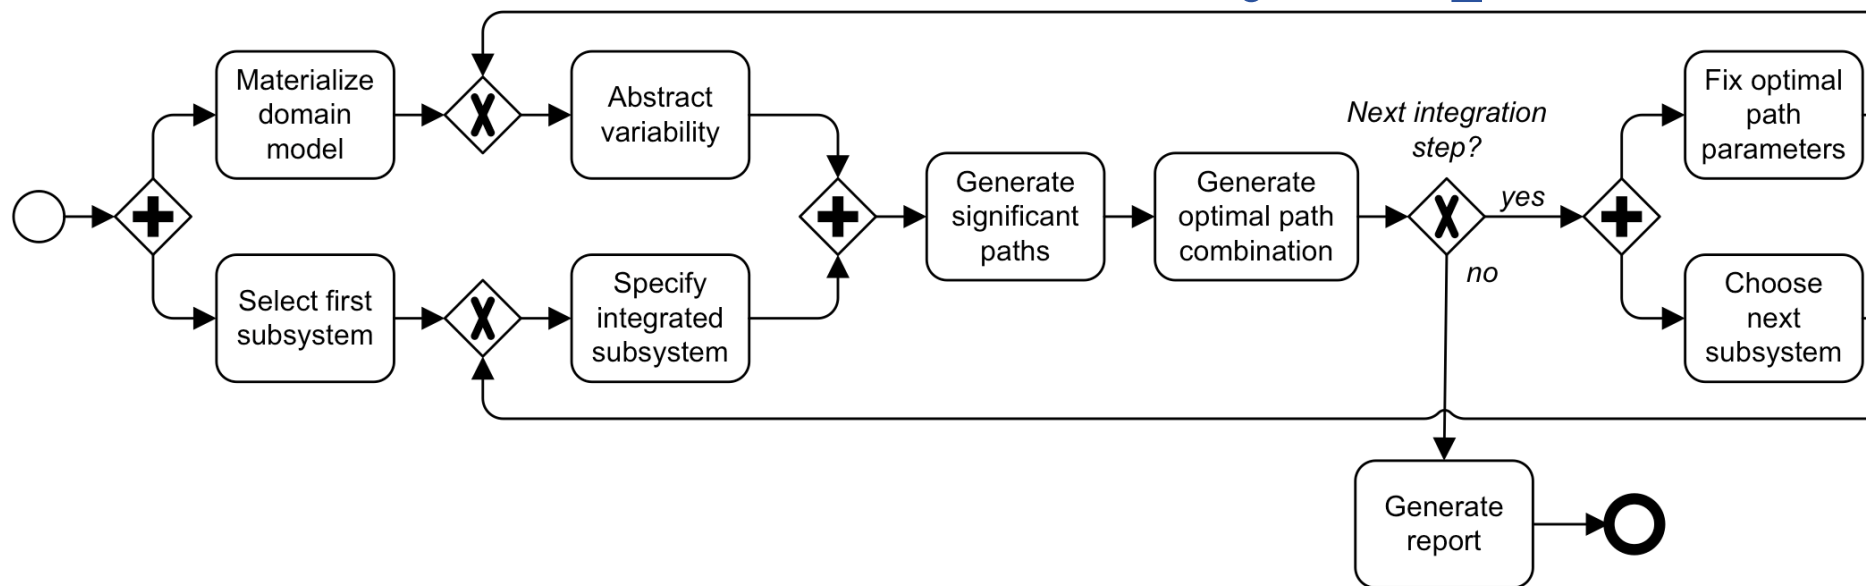 Materialize
domain
model
Select first
subsystem
Abstract
variability
Specify
integrated
subsystem
Generate
significant
paths
Generate
optimal path
combination
Next integration
step?
yes
no
Fix optimal
path
parameters
Choose
next
subsystem
Generate
report